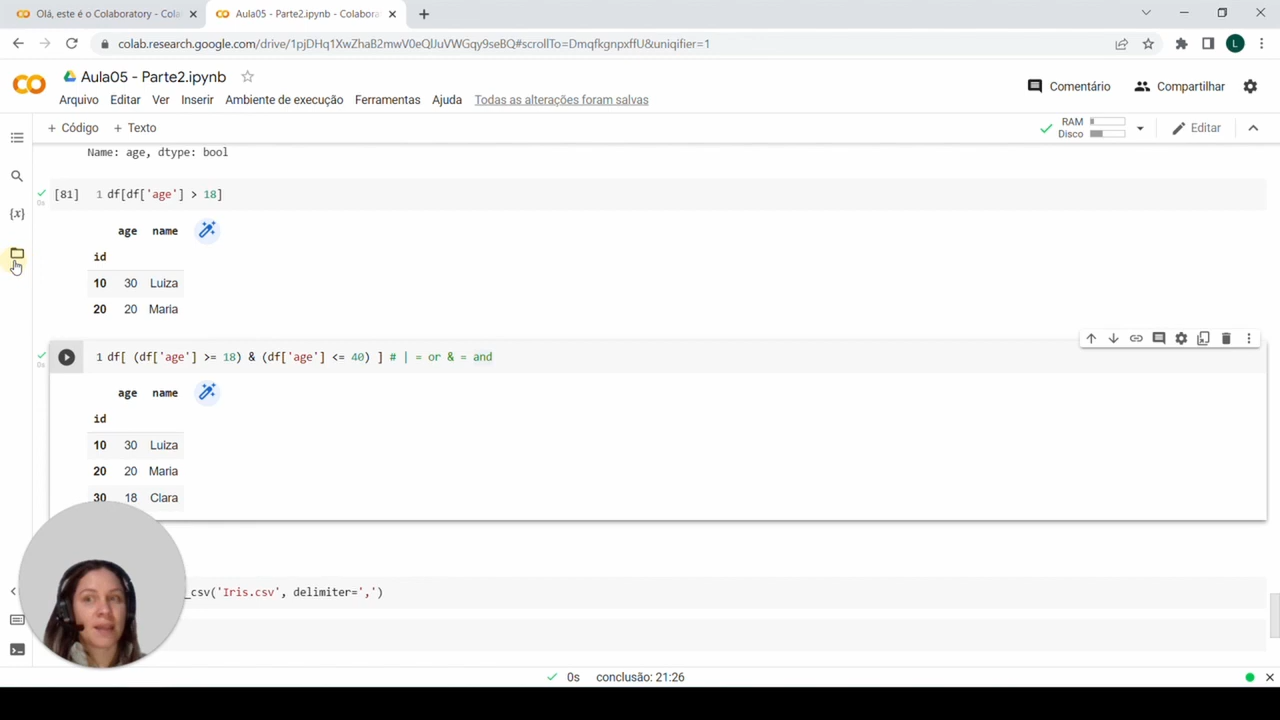 Olá, este é o Colaboratory - Cola
Aula05 - Parte2.ipynb - Colabora
colab.research.google.com/drive/1pjDHq1XwZhaB2mwV0eQlJuVWGqy9seBQ#scrollTo=DmqfkgnpxffU&uniqifier=1
L
CO
Aula05 - Parte2.ipynb
Comentário
Compartilhar
Arquivo Editar Ver Inserir Ambiente de execução Ferramentas Ajuda Todas as alterações foram salvas
+ Código + Texto
RAM
Disco
Editar
Name: age, dtype: bool
{x}
[81] 1 df[df['age'] > 18]
0s
age name
id
10 30 Luiza
20 20 Maria
1 df[ (df['age'] >= 18) & (df['age'] <= 40) ] # | = or & = and
0s
age name
id
10 30 Luiza
20 20 Maria
30 18 Clara
_csv('Iris.csv', delimiter=',')
0s conclusão: 21:26